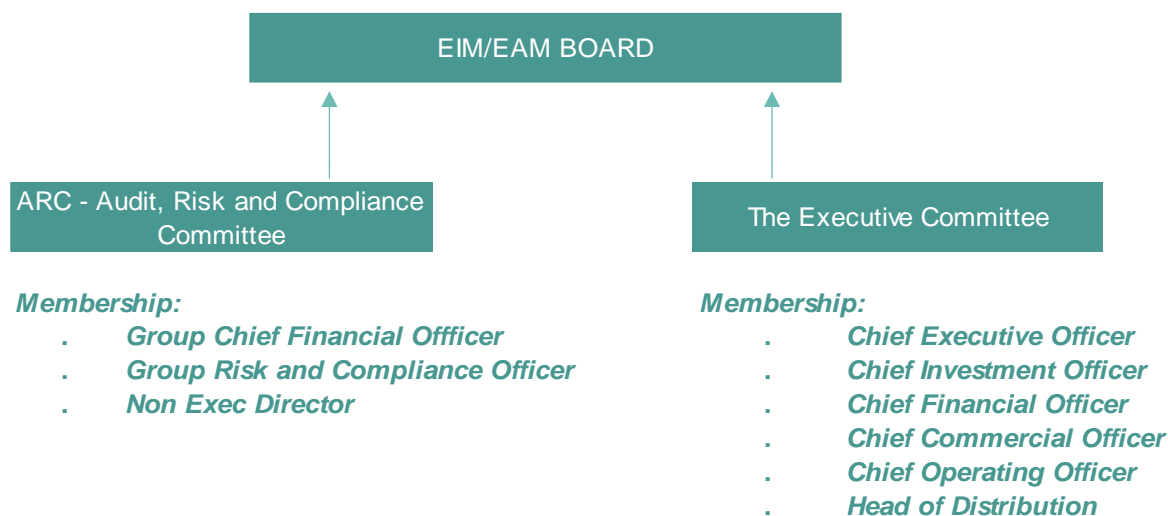 EIM/EAM BOARD
ARC - Audit, Risk and Compliance
Committee
The Executive Committee
Membership:
. Group Chief Financial Offficer
. Group Risk and Compliance Officer
. Non Exec Director
Membership:
. Chief Executive Officer
. Chief Investment Officer
. Chief Financial Officer
. Chief Commercial Officer
. Chief Operating Officer
. Head of Distribution